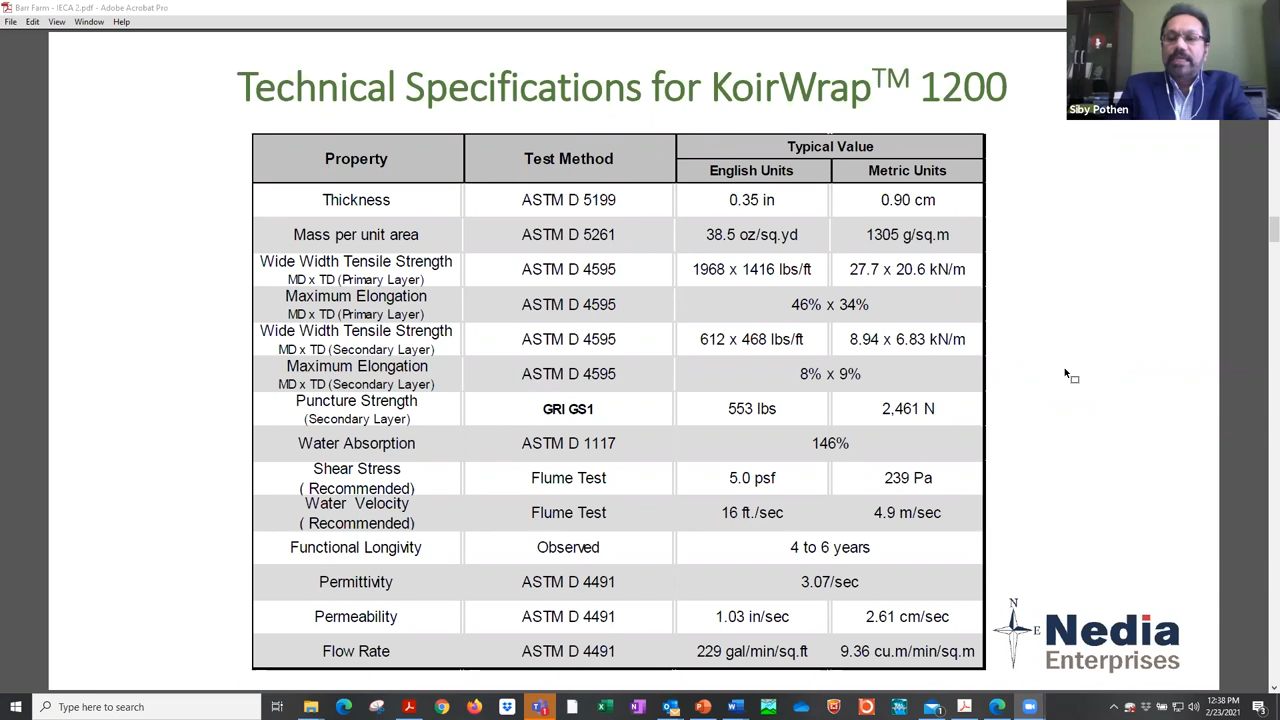 Barr Farm - IECA 2.pdf - Adobe Acrobat Pro
File Edit View Window Help
Siby Pothen
Technical Specifications for KoirWrap™ 1200
Property Test Method Typical Value
English Units Metric Units
Thickness ASTM D 5199 0.35 in 0.90 cm
Mass per unit area ASTM D 5261 38.5 oz/sq.yd 1305 g/sq.m
Wide Width Tensile Strength
MD x TD (Primary Layer) ASTM D 4595 1968 x 1416 lbs/ft 27.7 x 20.6 kN/m
Maximum Elongation
MD x TD (Primary Layer) ASTM D 4595 46% x 34%
Wide Width Tensile Strength
MD x TD (Secondary Layer) ASTM D 4595 612 x 468 lbs/ft 8.94 x 6.83 kN/m
Maximum Elongation
MD x TD (Secondary Layer) ASTM D 4595 8% x 9%
Puncture Strength
(Secondary Layer) GRI GS1 553 lbs 2,461 N
Water Absorption ASTM D 1117 146%
Shear Stress
( Recommended) Flume Test 5.0 psf 239 Pa
Water Velocity
( Recommended) Flume Test 16 ft./sec 4.9 m/sec
Functional Longivity Observed 4 to 6 years
Permittivity ASTM D 4491 3.07/sec
Permeability ASTM D 4491 1.03 in/sec 2.61 cm/sec
Flow Rate ASTM D 4491 229 gal/min/sq.ft 9.36 cu.m/min/sq.m
N
E
Nedia
Enterprises
Type here to search
12:38 PM
2/23/2021